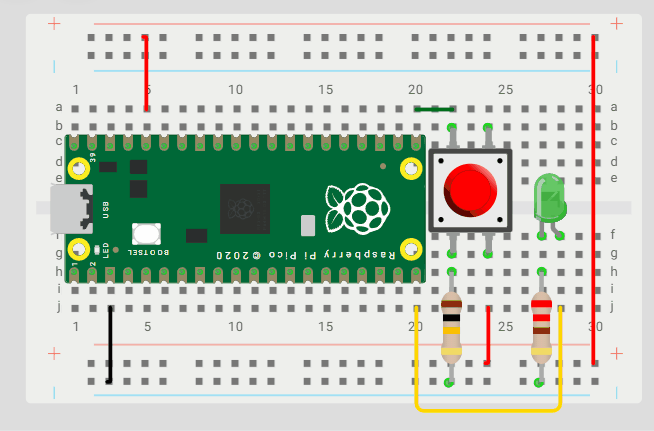 + +
1 5 10 15 20 25 30
a a
b b
c c
39
d d
e e
USB
LED
BOOTSEL
Raspberry Pi Pico © 2020
f f
g g
1 2
h h
i i
j j
1 5 10 15 20 25 30
+ +